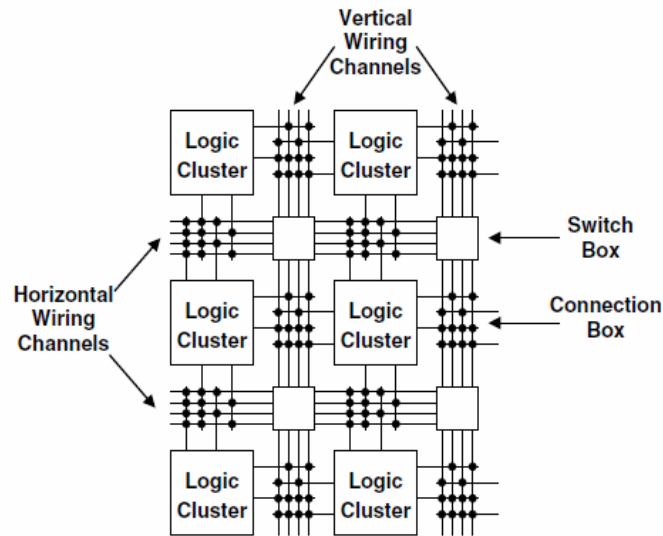 Vertical
Wiring
Channels
Logic
Cluster
Logic
Cluster
Switch
Box
Horizontal
Wiring
Channels
Logic
Cluster
Logic
Cluster
Connection
Box
Logic
Cluster
Logic
Cluster